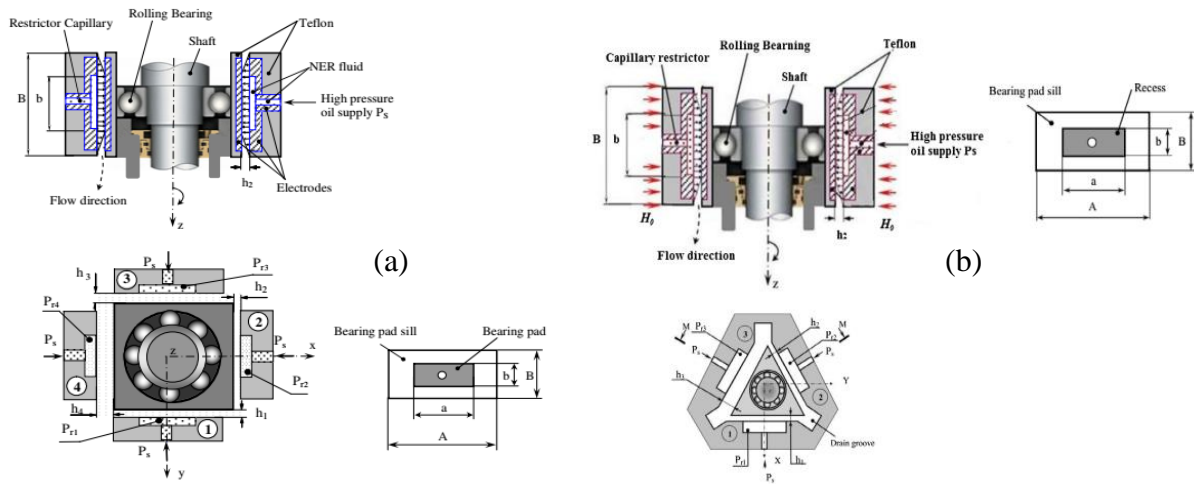 Restrictor Capillary
Rolling Bearing
Teflon
Shaft
NER fluid
High pressure
oil supply Ps
B
b
h2
Electrodes
Flow direction
z
(a)
Ps
Pr3
3
h3
h2
Pr4
2
Ps
z
Ps
x
Pr2
4
h4
h1
Pr1
1
Ps
y
Bearing pad sill
Bearing pad
b
B
a
A
Capillary restrictor
Rolling Bearning
Teflon
Shaft
B
b
High pressure
oil supply Ps
H0
h2
H0
Flow direction
z
(b)
Bearing pad sill
Recess
b
B
a
A
M
Pr3
3
h2
Pr2
M
Ps
Ps
h3
Y
2
1
Drain groove
Pr1
X
Ps